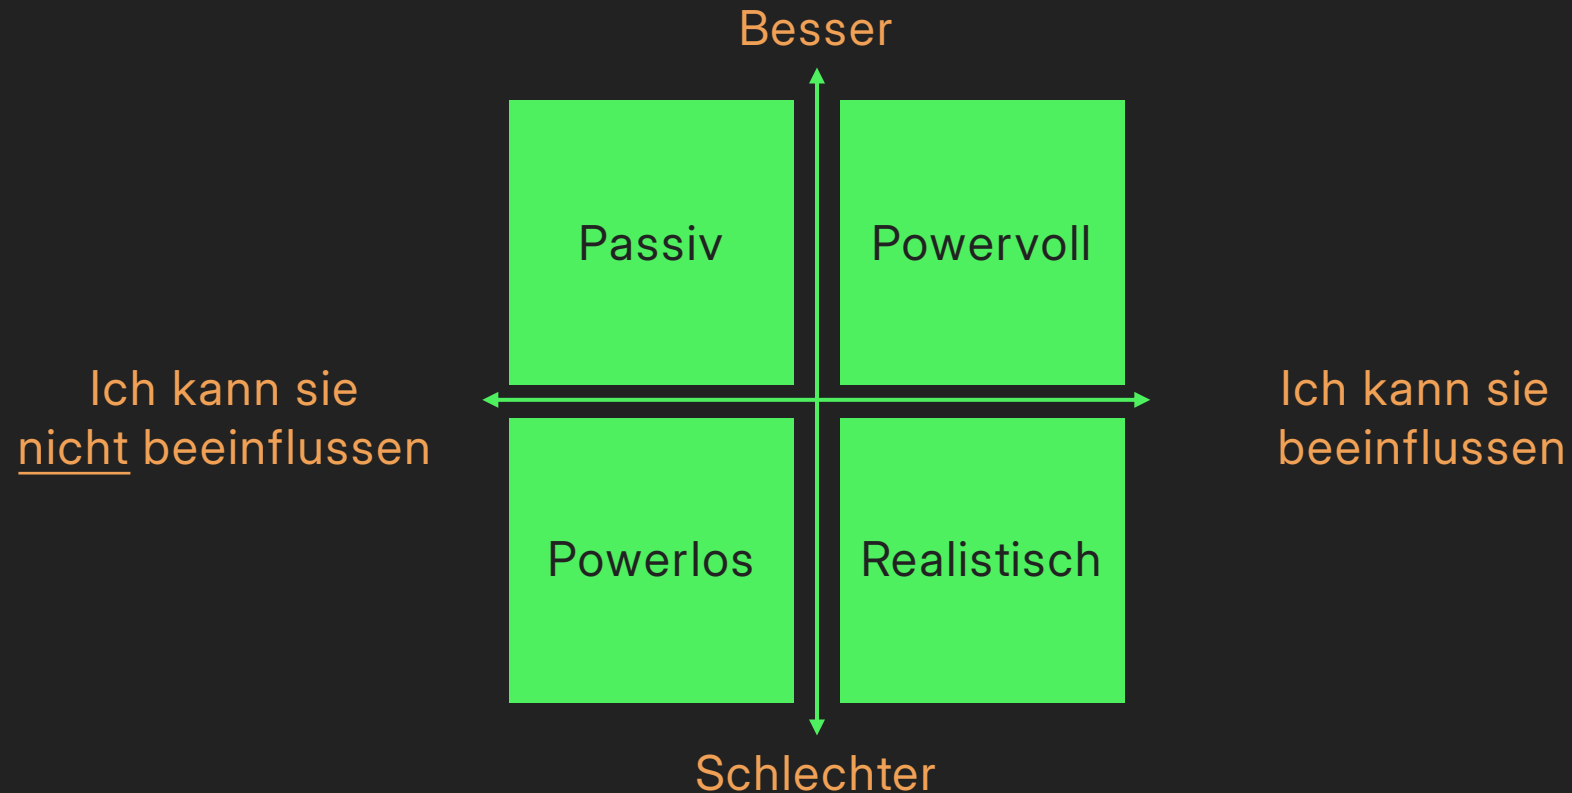 Besser
Passiv
Powervoll
Ich kann sie
nicht beeinflussen
Ich kann sie
beeinflussen
Powerlos
Realistisch
Schlechter